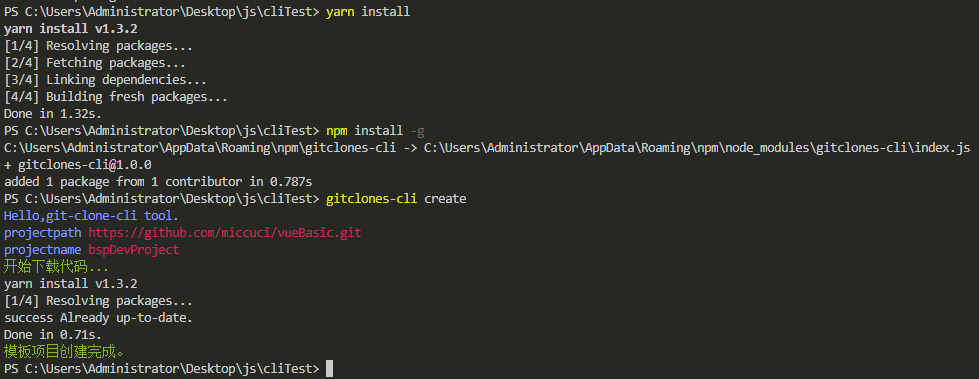 PS C:\Users\Administrator\Desktop\js\cliTest> yarn install
yarn install v1.3.2
[1/4] Resolving packages...
[2/4] Fetching packages...
[3/4] Linking dependencies...
[4/4] Building fresh packages...
Done in 1.32s.
PS C:\Users\Administrator\Desktop\js\cliTest> npm install -g
C:\Users\Administrator\AppData\Roaming\npm\gitclones-cli -> C:\Users\Administrator\AppData\Roaming\npm\node_modules\gitclones-cli\index.js
+ gitclones-cli@1.0.0
added 1 package from 1 contributor in 0.787s
PS C:\Users\Administrator\Desktop\js\cliTest> gitclones-cli create
Hello,git-clone-cli tool.
projectpath https://github.com/miccuci/vueBasic.git
projectname bspDevProject
开始下载代码...
yarn install v1.3.2
[1/4] Resolving packages...
success Already up-to-date.
Done in 0.71s.
模板项目创建完成。
PS C:\Users\Administrator\Desktop\js\cliTest>